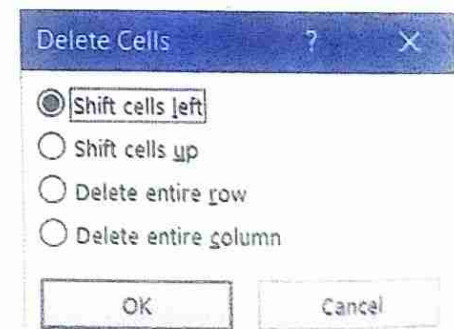 Delete Cells ? ×
Shift cells left
Shift cells up
Delete entire row
Delete entire column
OK Cancel